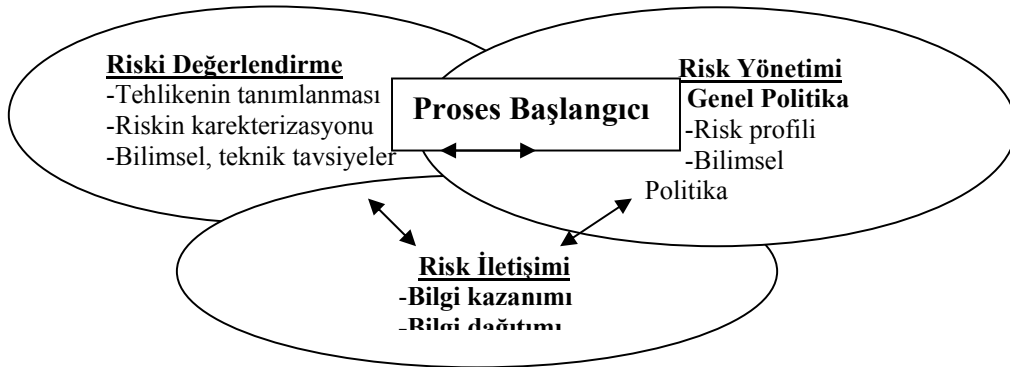 Riski Değerlendirme
-Tehlikenin tanımlanması
-Riskin karekterizasyonu
-Bilimsel, teknik tavsiyeler
Proses Başlangıcı
Risk Yönetimi
Genel Politika
-Risk profili
-Bilimsel
Politika
Risk İletişimi
-Bilgi kazanımı
-Bilgi dağıtımı